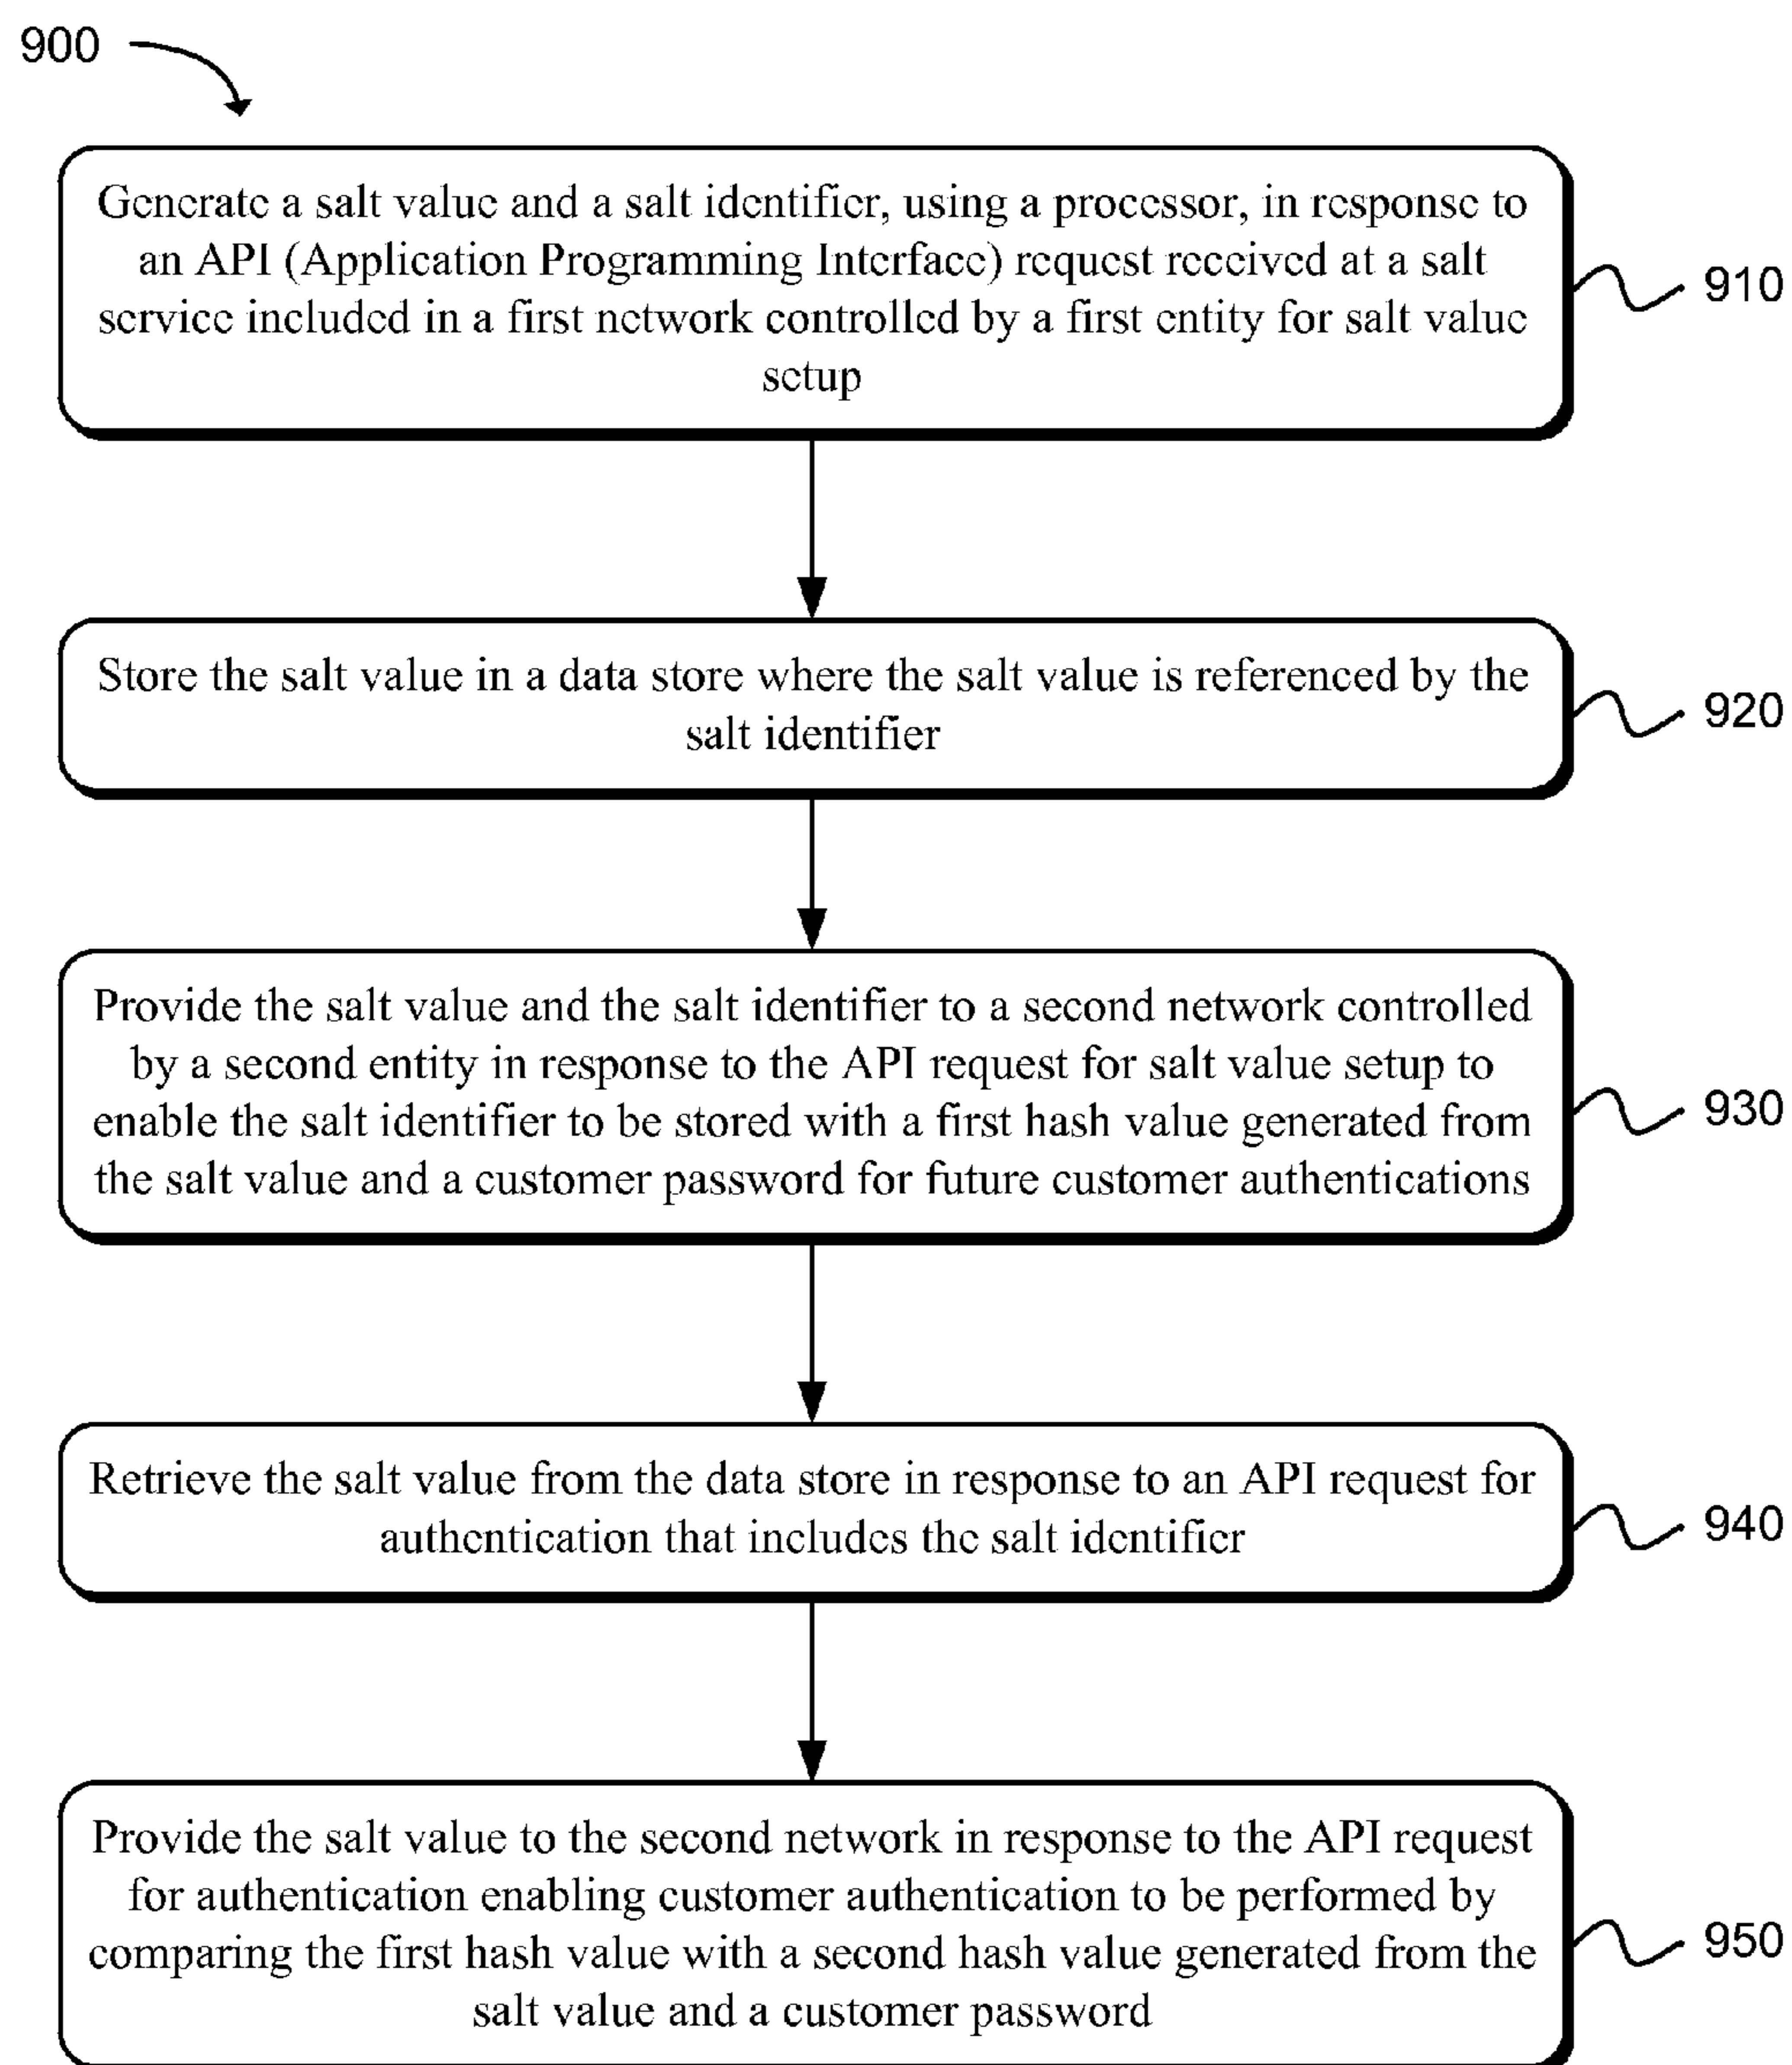 900
Generate a salt value and a salt identifier, using a processor, in response to
an API (Application Programming Interface) request received at a salt
service included in a first network controlled by a first entity for salt value
setup
910
Store the salt value in a data store where the salt value is referenced by the
salt identifier
920
Provide the salt value and the salt identifier to a second network controlled
by a second entity in response to the API request for salt value setup to
enable the salt identifier to be stored with a first hash value generated from
the salt value and a customer password for future customer authentications
930
Retrieve the salt value from the data store in response to an API request for
authentication that includes the salt identifier
940
Provide the salt value to the second network in response to the API request
for authentication enabling customer authentication to be performed by
comparing the first hash value with a second hash value generated from the
salt value and a customer password
950